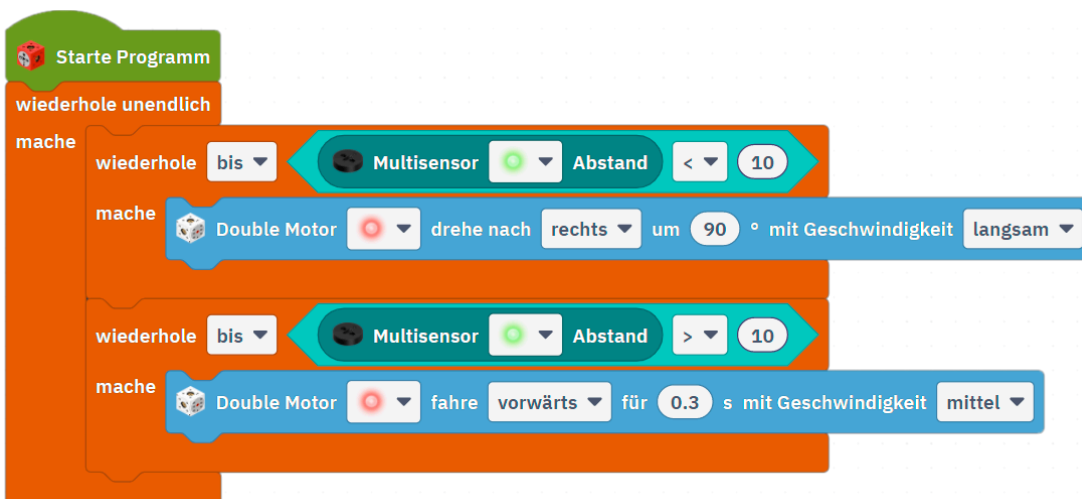 Starte Programm
wiederhole unendlich
mache
wiederhole bis Multisensor Abstand < 10
mache Double Motor drehe nach rechts um 90 ° mit Geschwindigkeit langsam
wiederhole bis Multisensor Abstand > 10
mache Double Motor fahre vorwärts für 0.3 s mit Geschwindigkeit mittel